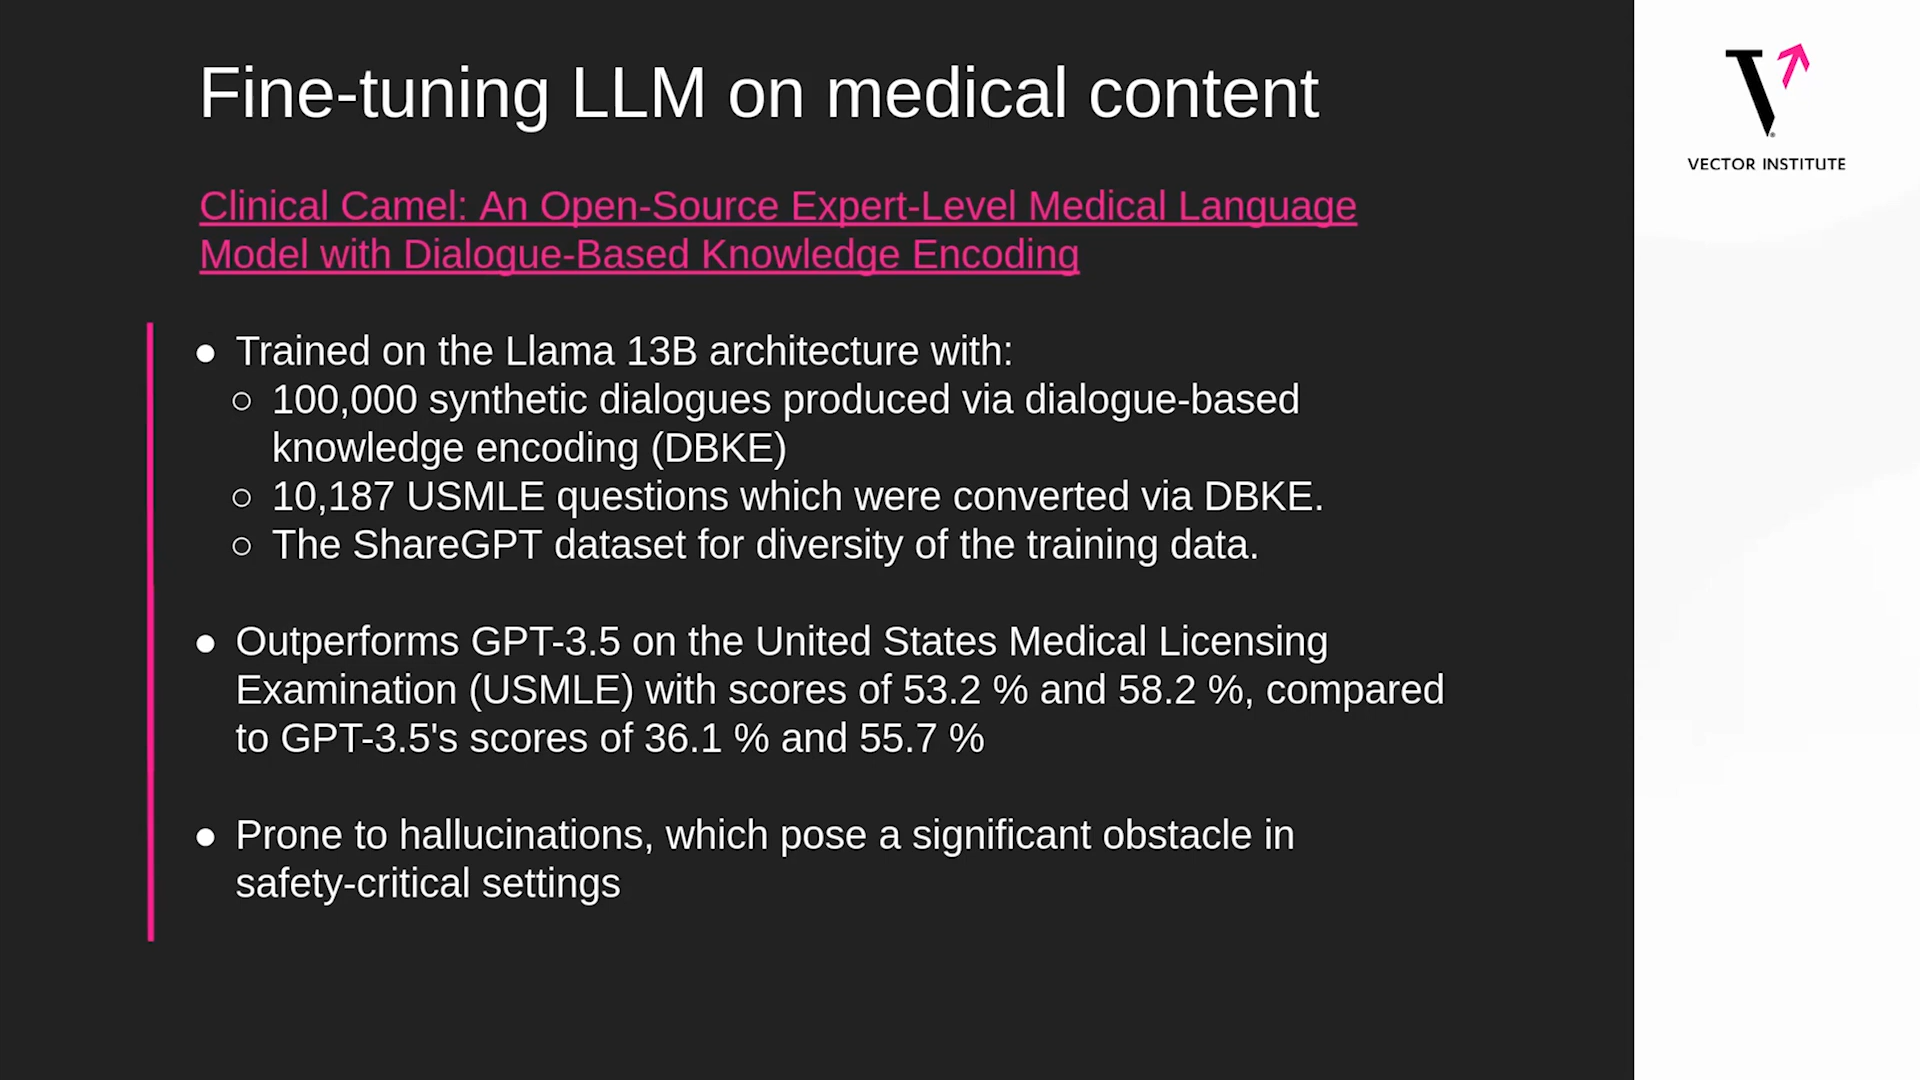 Fine-tuning LLM on medical content
VECTOR INSTITUTE
Clinical Camel: An Open-Source Expert-Level Medical Language
Model with Dialogue-Based Knowledge Encoding
● Trained on the Llama 13B architecture with:
○ 100,000 synthetic dialogues produced via dialogue-based
knowledge encoding (DBKE)
○ 10,187 USMLE questions which were converted via DBKE.
○ The ShareGPT dataset for diversity of the training data.
● Outperforms GPT-3.5 on the United States Medical Licensing
Examination (USMLE) with scores of 53.2 % and 58.2 %, compared
to GPT-3.5's scores of 36.1 % and 55.7 %
● Prone to hallucinations, which pose a significant obstacle in
safety-critical settings